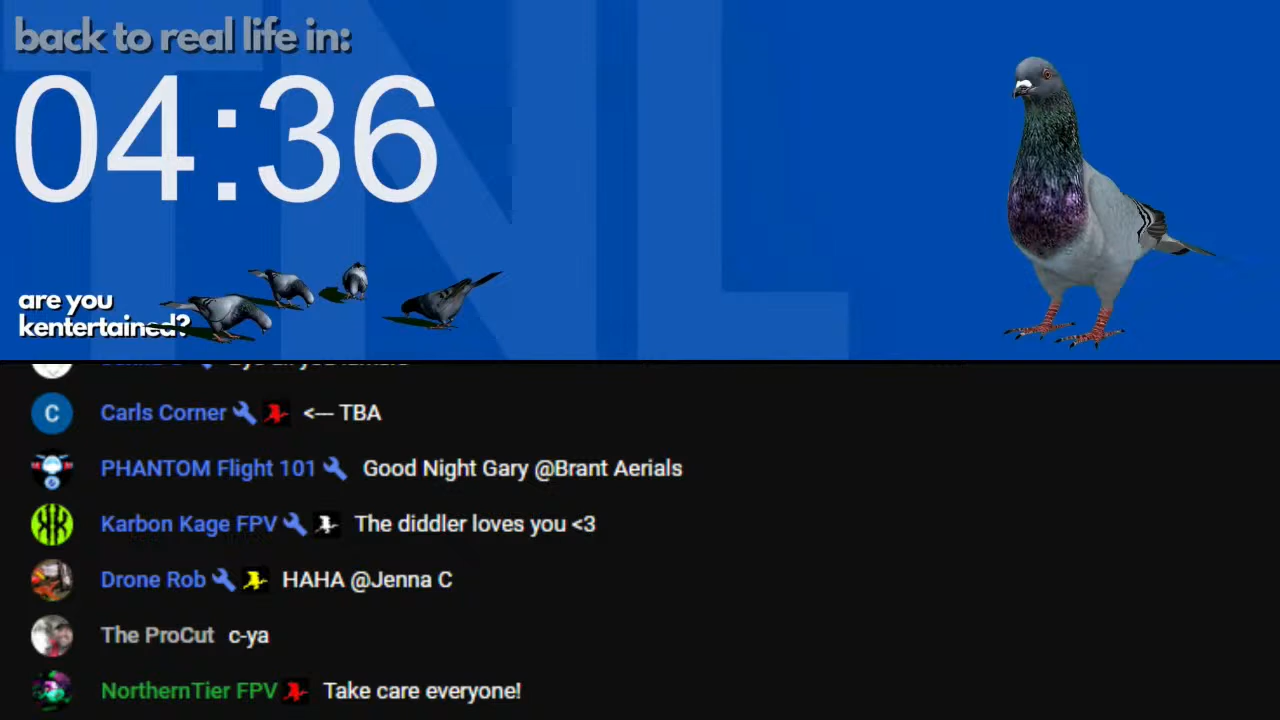 back to real life in:
04:36
TNL
are you
kentertained?
C Carls Corner <--- TBA
PHANTOM Flight 101 Good Night Gary @Brant Aerials
Karbon Kage FPV The diddler loves you <3
Drone Rob HAHA @Jenna C
The ProCut c-ya
NorthernTier FPV Take care everyone!